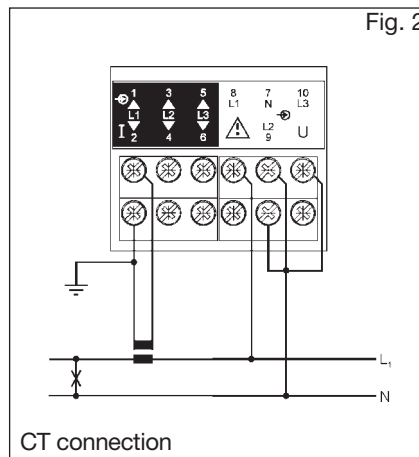 Fig. 2
1 3 5 8 7 10
L1 N L3
L1 L2 L3
I 2 4 6 L2 9 U
L₁
N
CT connection